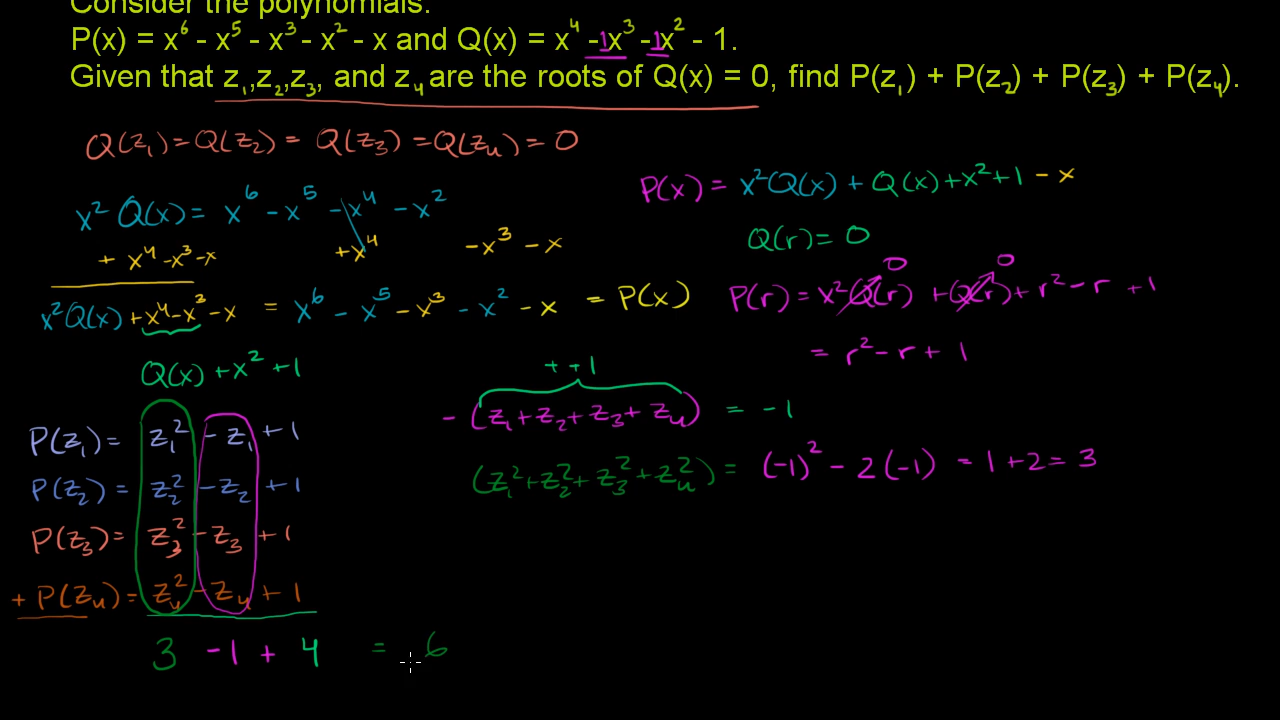 Consider the polynomials:
P(x) = x⁶ - x⁵ - x³ - x² - x and Q(x) = x⁴ -1x³ -1x² - 1.
Given that z₁,z₂,z₃, and z₄ are the roots of Q(x) = 0, find P(z₁) + P(z₂) + P(z₃) + P(z₄).
Q(z₁) = Q(z₂) = Q(z₃) = Q(z₄) = 0
x² Q(x) = x⁶ - x⁵ - x⁴ - x²
+ x⁴ - x³ - x + x⁴ - x³ - x
x²Q(x) + x⁴ - x³ - x = x⁶ - x⁵ - x³ - x² - x = P(x)
Q(x) + x² + 1
P(x) = x²Q(x) + Q(x) + x² + 1 - x
Q(r) = 0
0 0
P(r) = x²Q(r) + Q(r) + r² - r + 1
= r² - r + 1
+ +1
- (z₁ + z₂ + z₃ + z₄) = -1
(z₁² + z₂² + z₃² + z₄²) = (-1)² - 2(-1) = 1 + 2 = 3
P(z₁) = z₁² - z₁ + 1
P(z₂) = z₂² - z₂ + 1
P(z₃) = z₃² - z₃ + 1
+ P(z₄) = z₄² - z₄ + 1
3 - 1 + 4 = 6